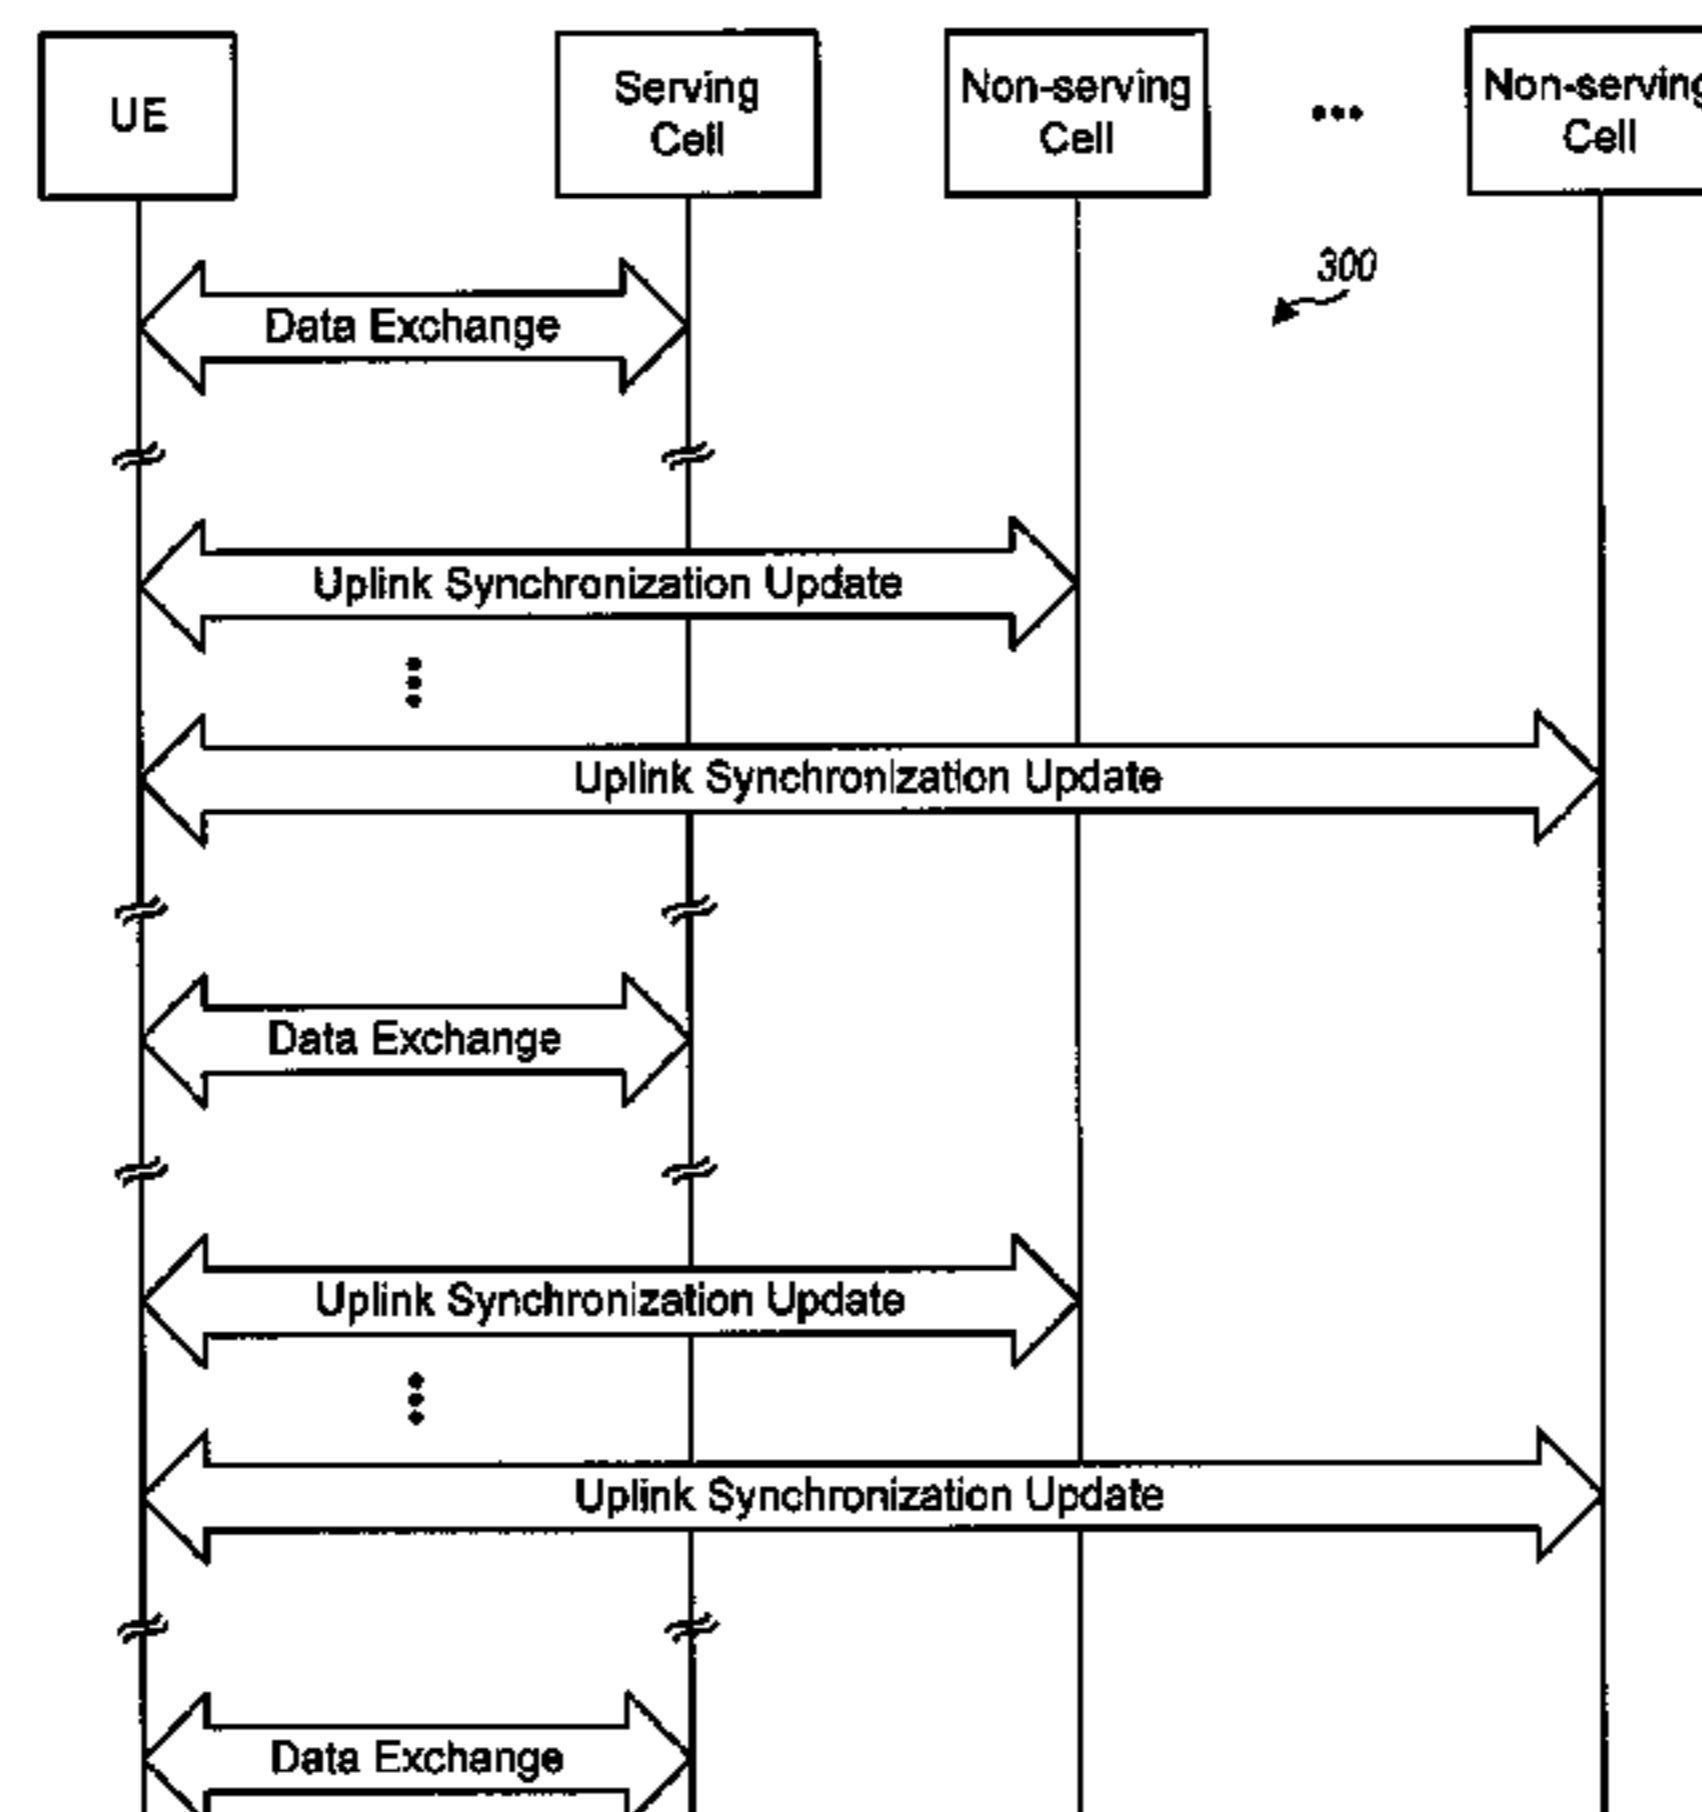 UE
Serving
Cell
Non-serving
Cell
...
Non-serving
Cell
300
Data Exchange
Uplink Synchronization Update
Uplink Synchronization Update
Data Exchange
Uplink Synchronization Update
Uplink Synchronization Update
Data Exchange